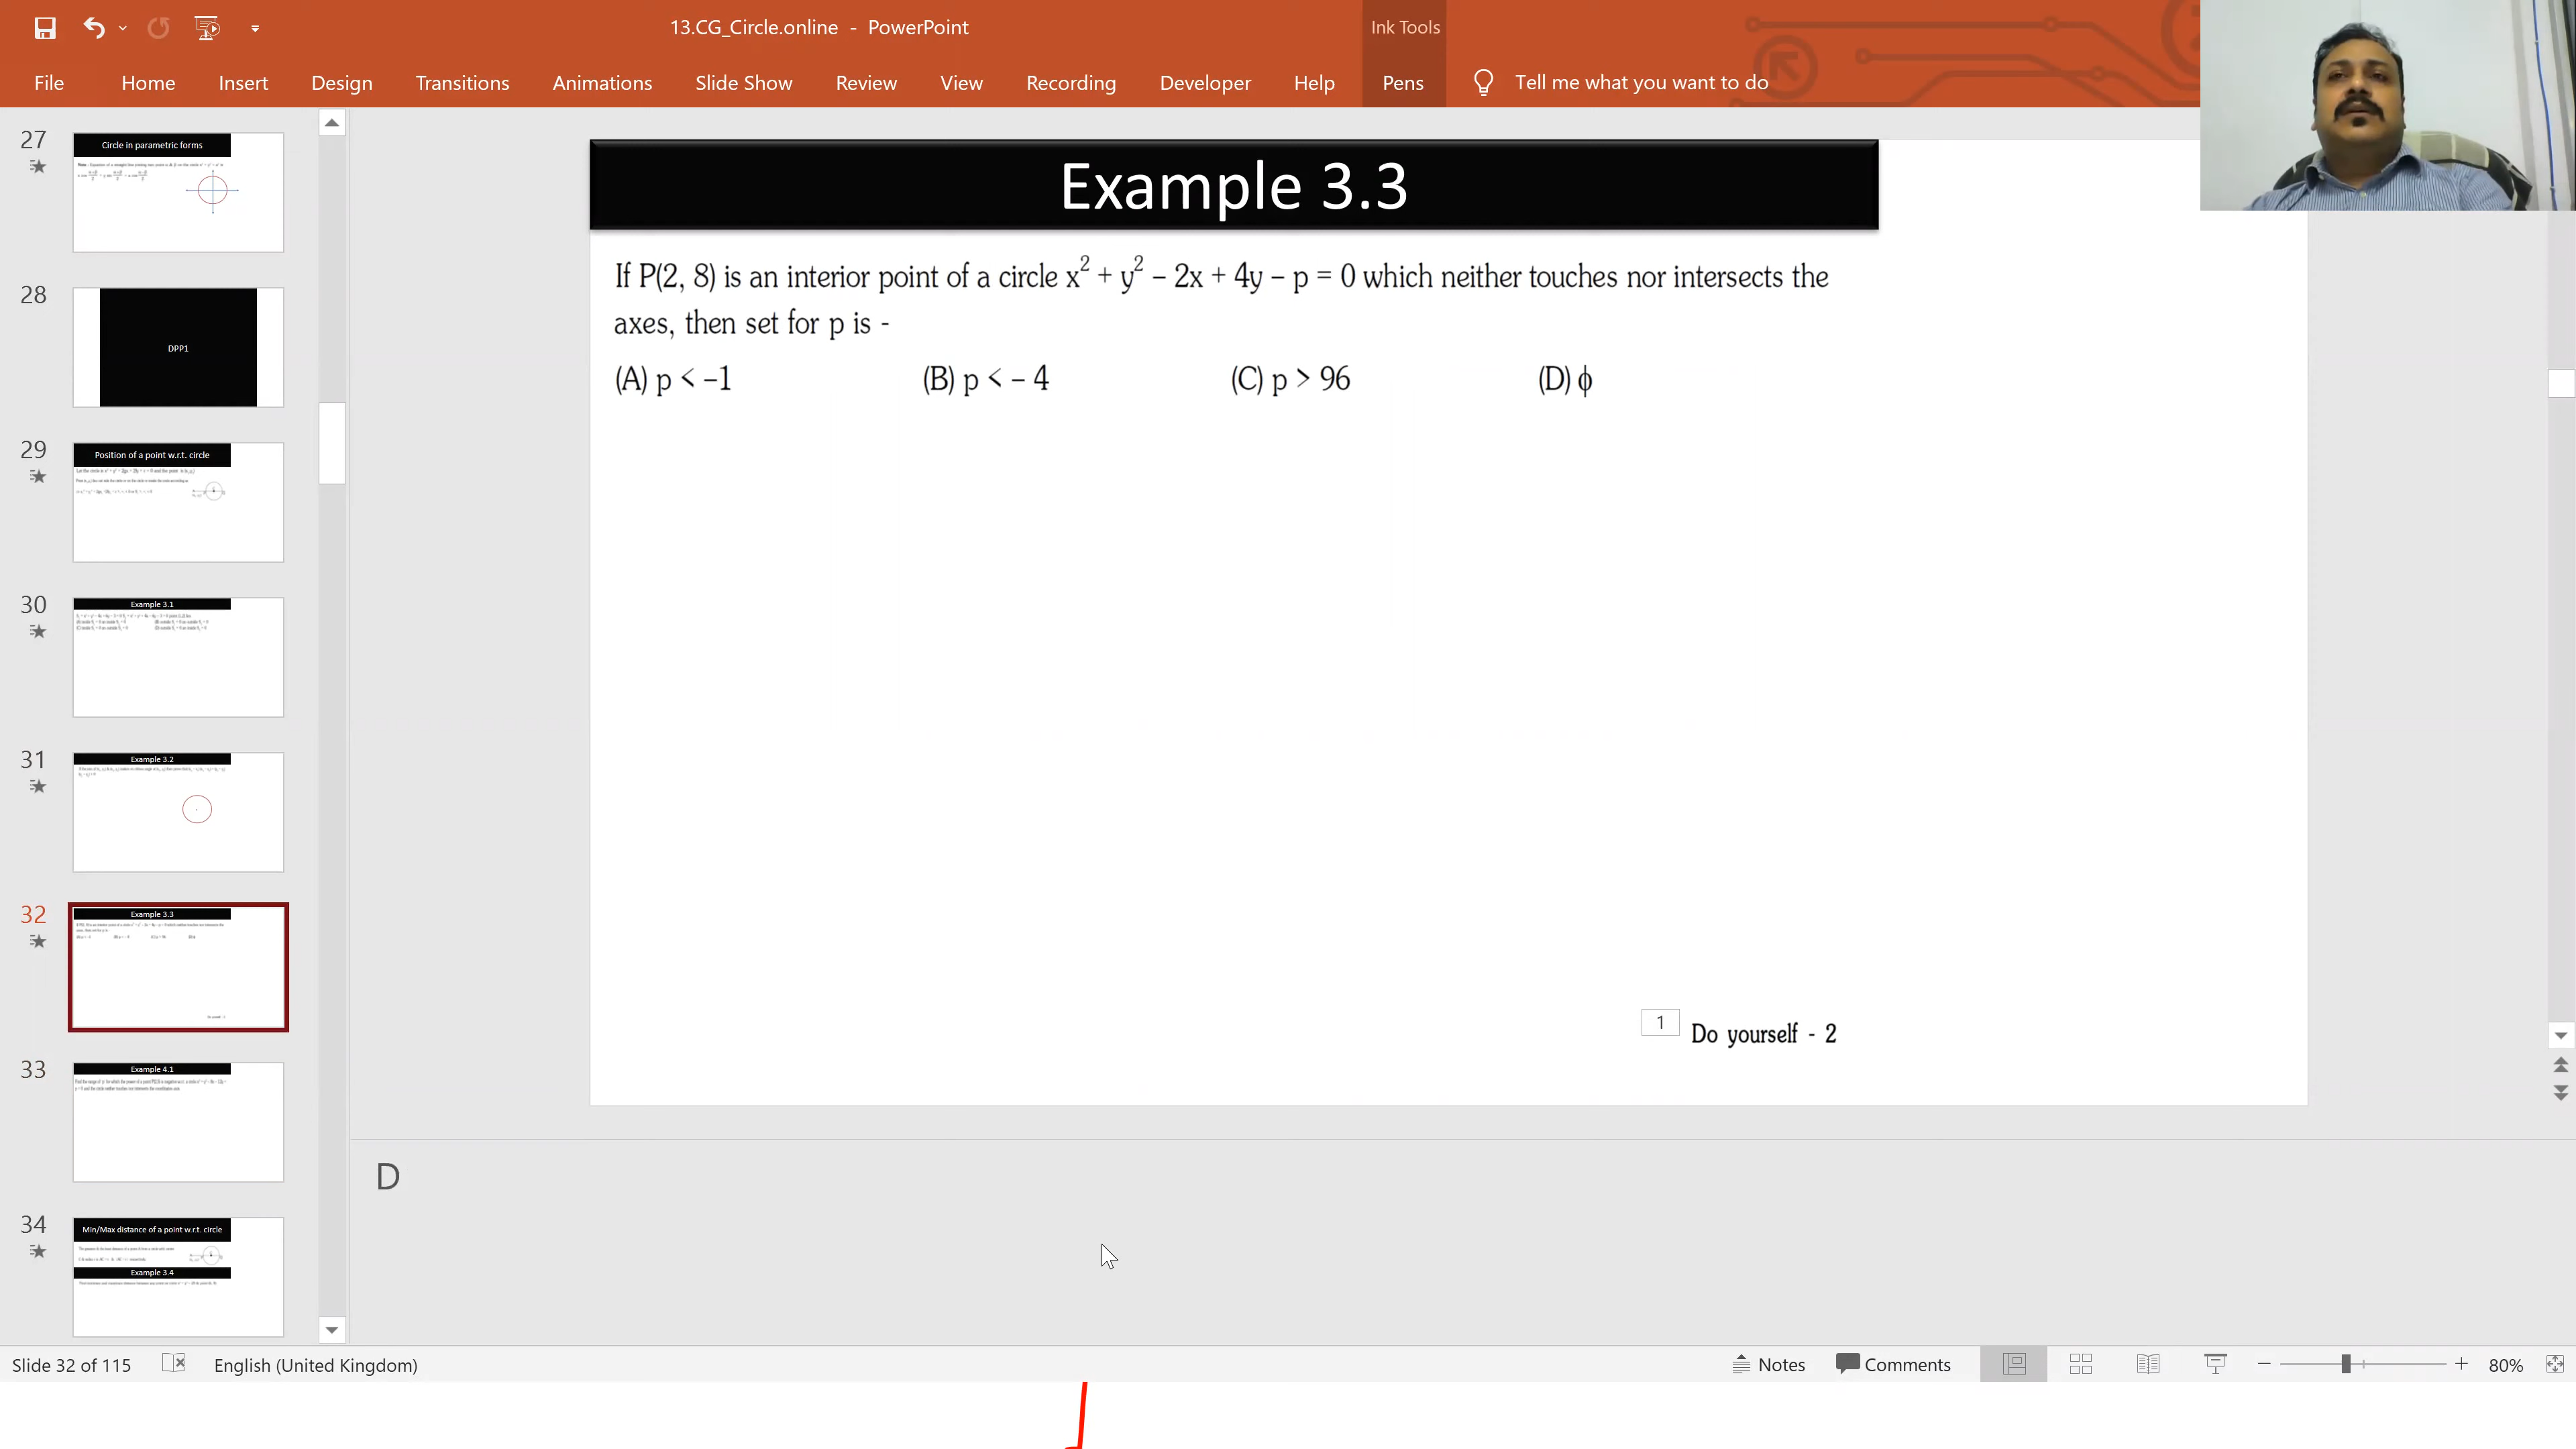 13.CG_Circle.online - PowerPoint
Ink Tools
File Home Insert Design Transitions Animations Slide Show Review View Recording Developer Help Pens Tell me what you want to do
27
Circle in parametric forms
28
DPP1
29
Position of a point w.r.t. circle
30
Example 3.1
31
Example 3.2
32
Example 3.3
33
Example 4.1
34
Min/Max distance of a point w.r.t. circle
Example 3.4
Example 3.3
If P(2, 8) is an interior point of a circle x² + y² – 2x + 4y – p = 0 which neither touches nor intersects the
axes, then set for p is -
(A) p < –1 (B) p < – 4 (C) p > 96 (D) ϕ
1 Do yourself - 2
D
Slide 32 of 115 English (United Kingdom) Notes Comments 80%